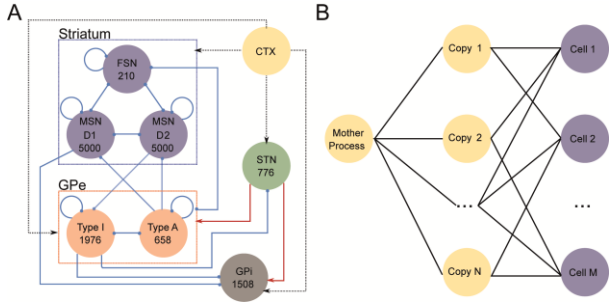 A
Striatum
FSN
210
CTX
MSN
D1
5000
MSN
D2
5000
STN
776
GPe
Type I
1976
Type A
658
GPi
1508
B
Mother
Process
Copy 1
Copy 2
...
Copy N
Cell 1
Cell 2
...
Cell M